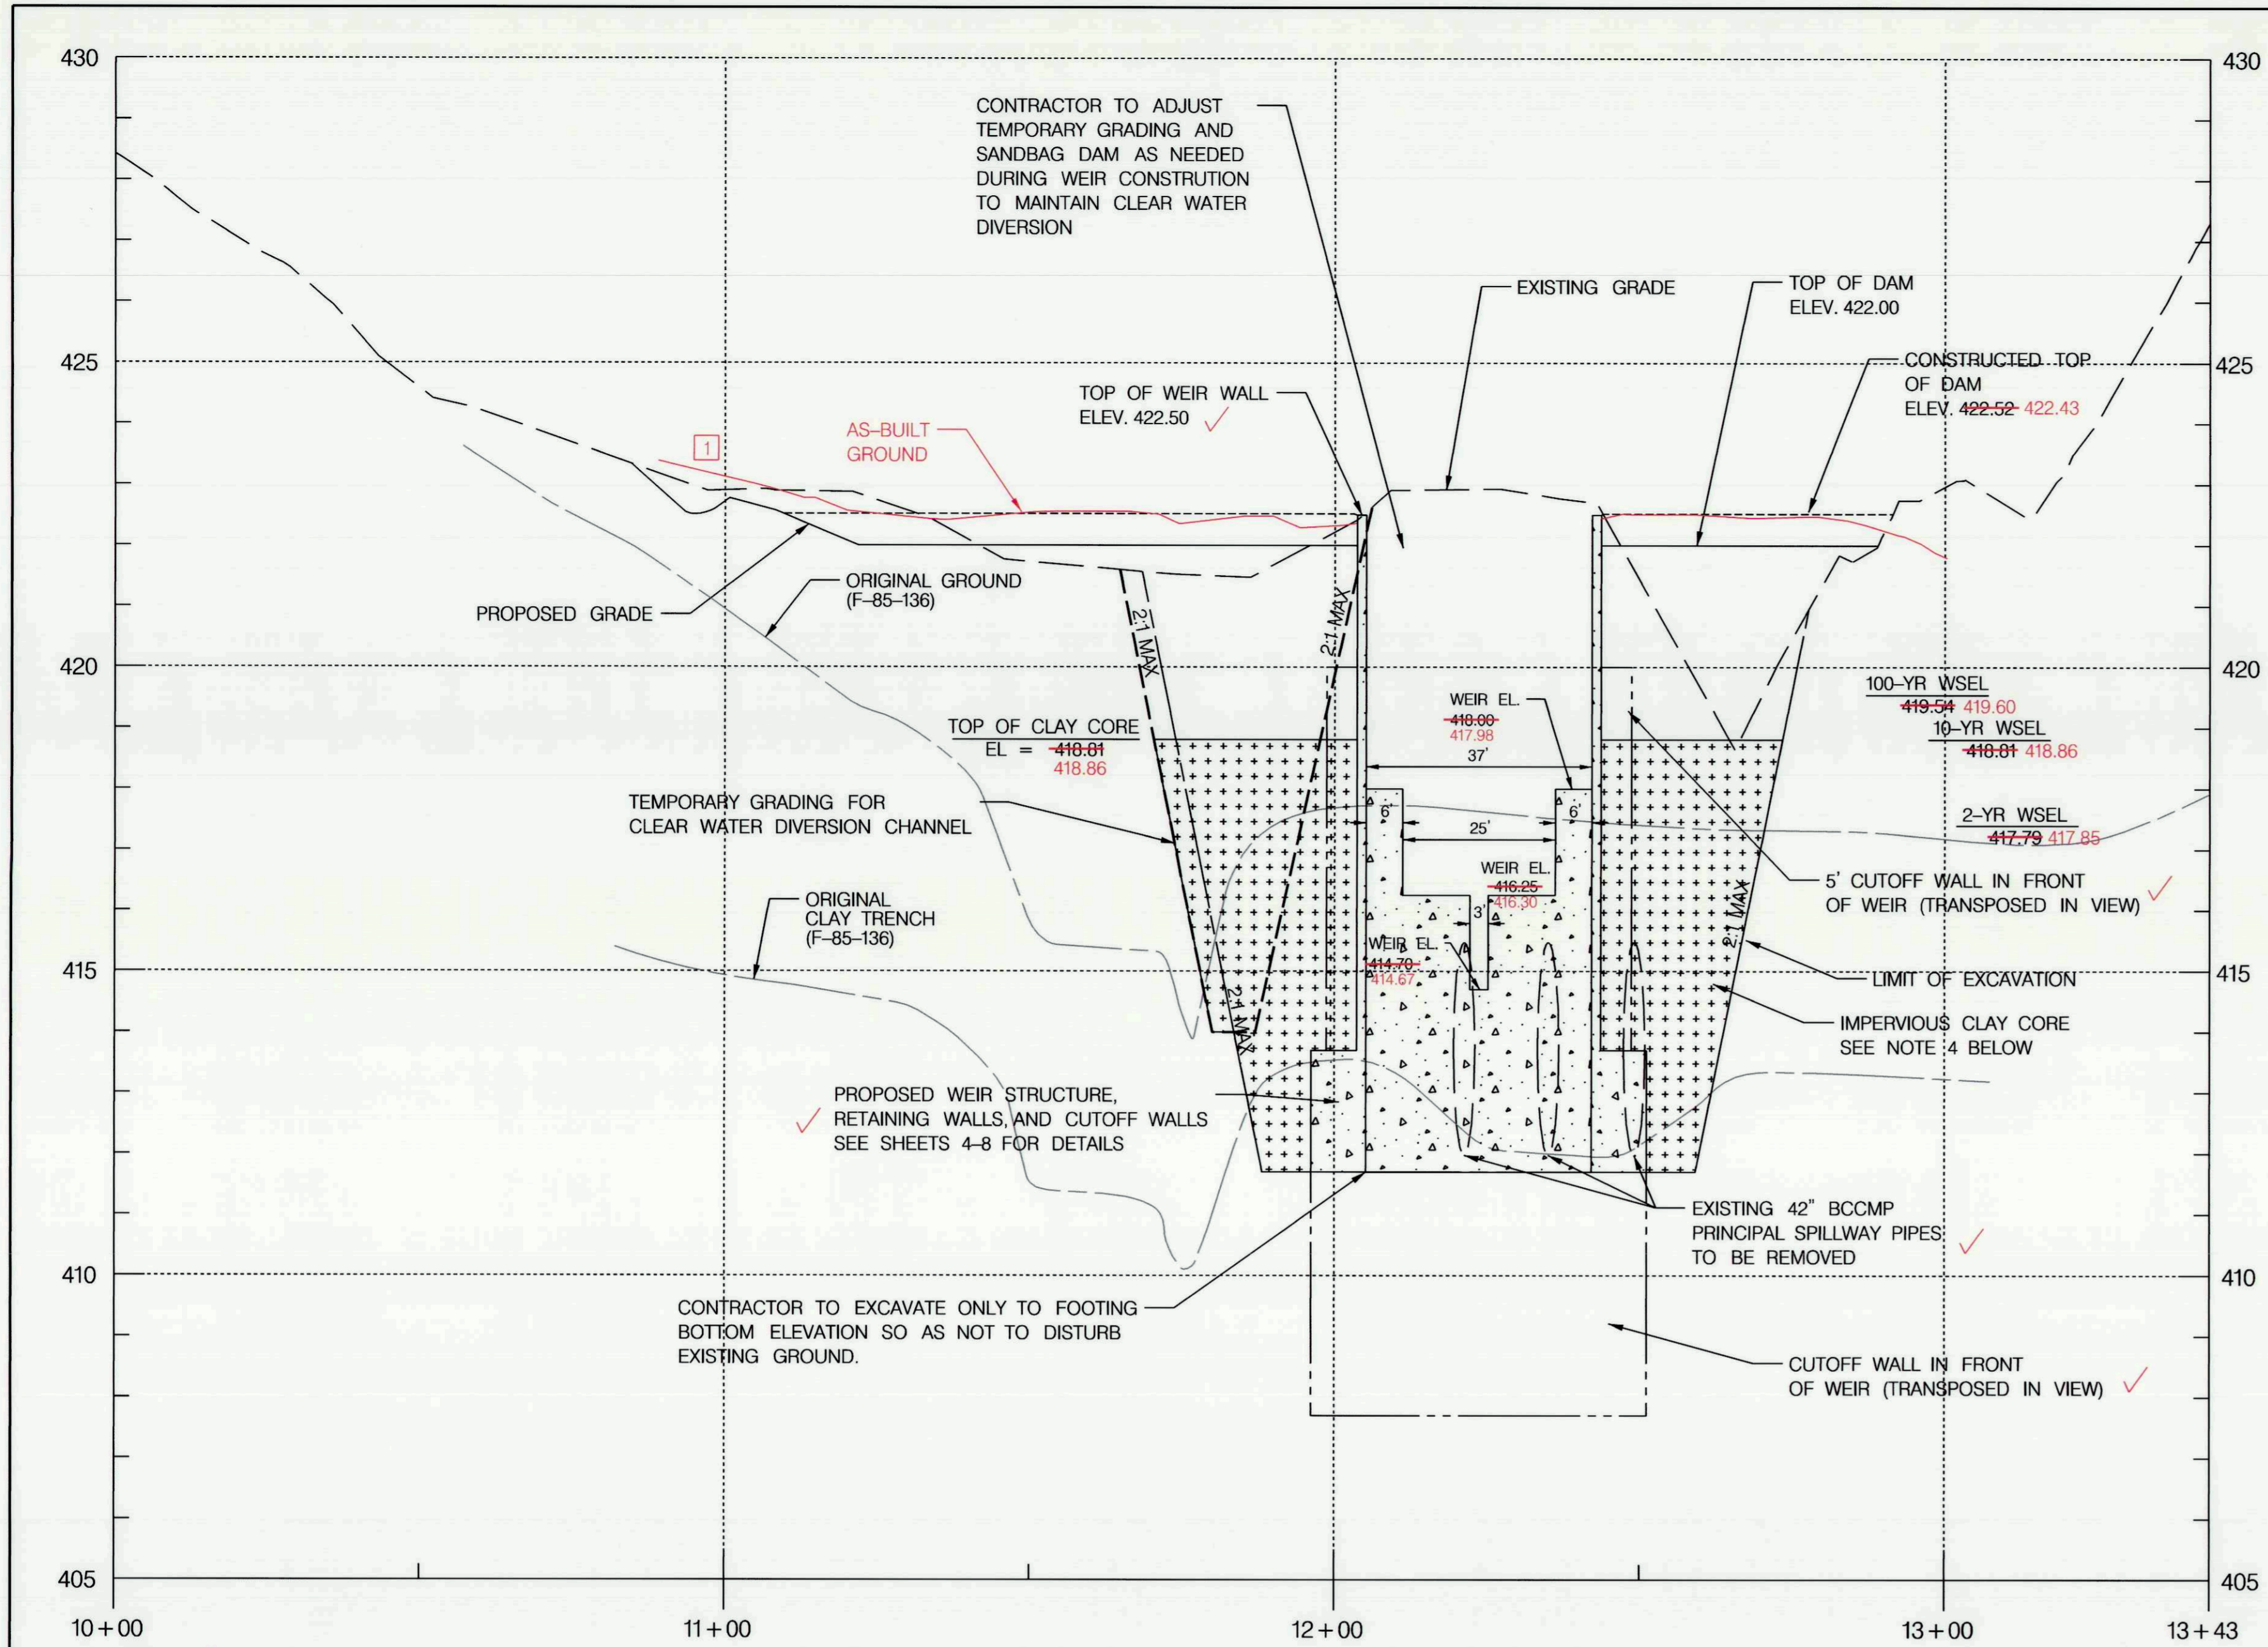 430
430
CONTRACTOR TO ADJUST
TEMPORARY GRADING AND
SANDBAG DAM AS NEEDED
DURING WEIR CONSTRUTION
TO MAINTAIN CLEAR WATER
DIVERSION
EXISTING GRADE
TOP OF DAM
ELEV. 422.00
425
425
CONSTRUCTED TOP
OF DAM
ELEV. 422.52 422.43
TOP OF WEIR WALL
ELEV. 422.50
AS-BUILT
GROUND
1
ORIGINAL GROUND
(F-85-136)
PROPOSED GRADE
2:1 MAX
2:1 MAX
420
420
100-YR WSEL
419.54 419.60
10-YR WSEL
418.81 418.86
WEIR EL.
418.00
417.98
37'
TOP OF CLAY CORE
EL = 418.81
418.86
TEMPORARY GRADING FOR
CLEAR WATER DIVERSION CHANNEL
6'
6'
25'
2-YR WSEL
417.79 417.85
WEIR EL.
416.25
416.30
3'
5' CUTOFF WALL IN FRONT
OF WEIR (TRANSPOSED IN VIEW)
2:1 MAX
ORIGINAL
CLAY TRENCH
(F-85-136)
WEIR EL.
414.70
414.67
415
415
LIMIT OF EXCAVATION
2:1 MAX
IMPERVIOUS CLAY CORE
SEE NOTE 4 BELOW
PROPOSED WEIR STRUCTURE,
RETAINING WALLS, AND CUTOFF WALLS
SEE SHEETS 4-8 FOR DETAILS
EXISTING 42" BCCMP
PRINCIPAL SPILLWAY PIPES
TO BE REMOVED
410
410
CONTRACTOR TO EXCAVATE ONLY TO FOOTING
BOTTOM ELEVATION SO AS NOT TO DISTURB
EXISTING GROUND.
CUTOFF WALL IN FRONT
OF WEIR (TRANSPOSED IN VIEW)
405
405
10+00
11+00
12+00
13+00
13+43